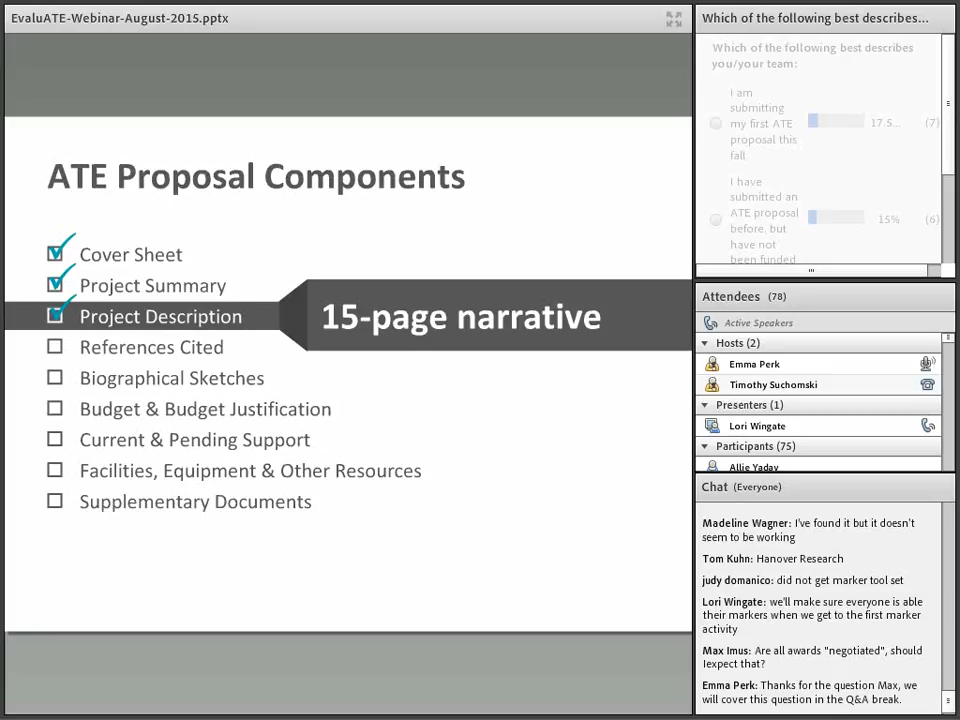 EvaluATE-Webinar-August-2015.pptx
ATE Proposal Components
Cover Sheet
Project Summary
Project Description
15-page narrative
References Cited
Biographical Sketches
Budget & Budget Justification
Current & Pending Support
Facilities, Equipment & Other Resources
Supplementary Documents
Which of the following best describes...
Which of the following best describes
you/your team:
I am
submitting
my first ATE
proposal this
fall
17.5... (7)
I have
submitted an
ATE proposal
before, but
have not
been funded
15% (6)
Attendees (78)
Active Speakers
Hosts (2)
Emma Perk
Timothy Suchomski
Presenters (1)
Lori Wingate
Participants (75)
Allie Yaday
Chat (Everyone)
Madeline Wagner: I've found it but it doesn't
seem to be working
Tom Kuhn: Hanover Research
judy domanico: did not get marker tool set
Lori Wingate: we'll make sure everyone is able
their markers when we get to the first marker
activity
Max Imus: Are all awards "negotiated", should
Iexpect that?
Emma Perk: Thanks for the question Max, we
will cover this question in the Q&A break.